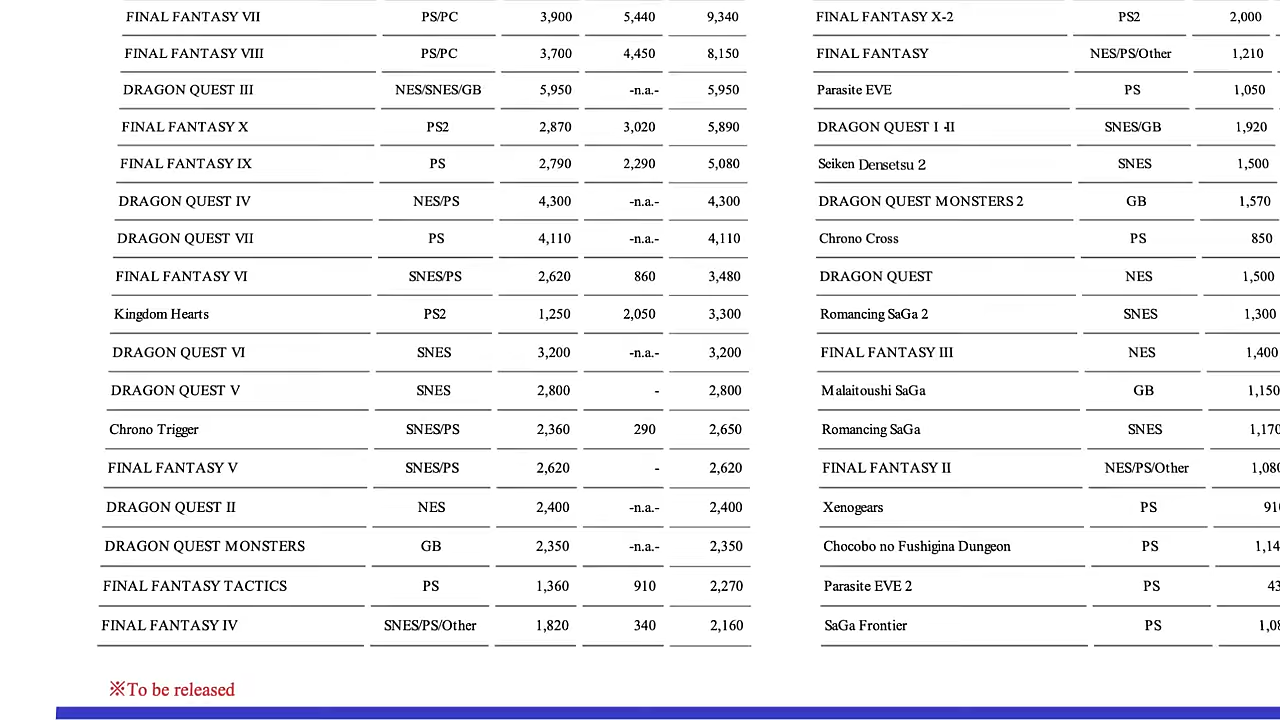 FINAL FANTASY VII PS/PC 3,900 5,440 9,340
FINAL FANTASY VIII PS/PC 3,700 4,450 8,150
DRAGON QUEST III NES/SNES/GB 5,950 -n.a.- 5,950
FINAL FANTASY X PS2 2,870 3,020 5,890
FINAL FANTASY IX PS 2,790 2,290 5,080
DRAGON QUEST IV NES/PS 4,300 -n.a.- 4,300
DRAGON QUEST VII PS 4,110 -n.a.- 4,110
FINAL FANTASY VI SNES/PS 2,620 860 3,480
Kingdom Hearts PS2 1,250 2,050 3,300
DRAGON QUEST VI SNES 3,200 -n.a.- 3,200
DRAGON QUEST V SNES 2,800 - 2,800
Chrono Trigger SNES/PS 2,360 290 2,650
FINAL FANTASY V SNES/PS 2,620 - 2,620
DRAGON QUEST II NES 2,400 -n.a.- 2,400
DRAGON QUEST MONSTERS GB 2,350 -n.a.- 2,350
FINAL FANTASY TACTICS PS 1,360 910 2,270
FINAL FANTASY IV SNES/PS/Other 1,820 340 2,160
※To be released
FINAL FANTASY X-2 PS2 2,000
FINAL FANTASY NES/PS/Other 1,210
Parasite EVE PS 1,050
DRAGON QUEST I-II SNES/GB 1,920
Seiken Densetsu 2 SNES 1,500
DRAGON QUEST MONSTERS 2 GB 1,570
Chrono Cross PS 850
DRAGON QUEST NES 1,500
Romancing SaGa 2 SNES 1,300
FINAL FANTASY III NES 1,400
Malaitoushi SaGa GB 1,150
Romancing SaGa SNES 1,170
FINAL FANTASY II NES/PS/Other 1,080
Xenogears PS
Chocobo no Fushigina Dungeon PS
Parasite EVE 2 PS
SaGa Frontier PS